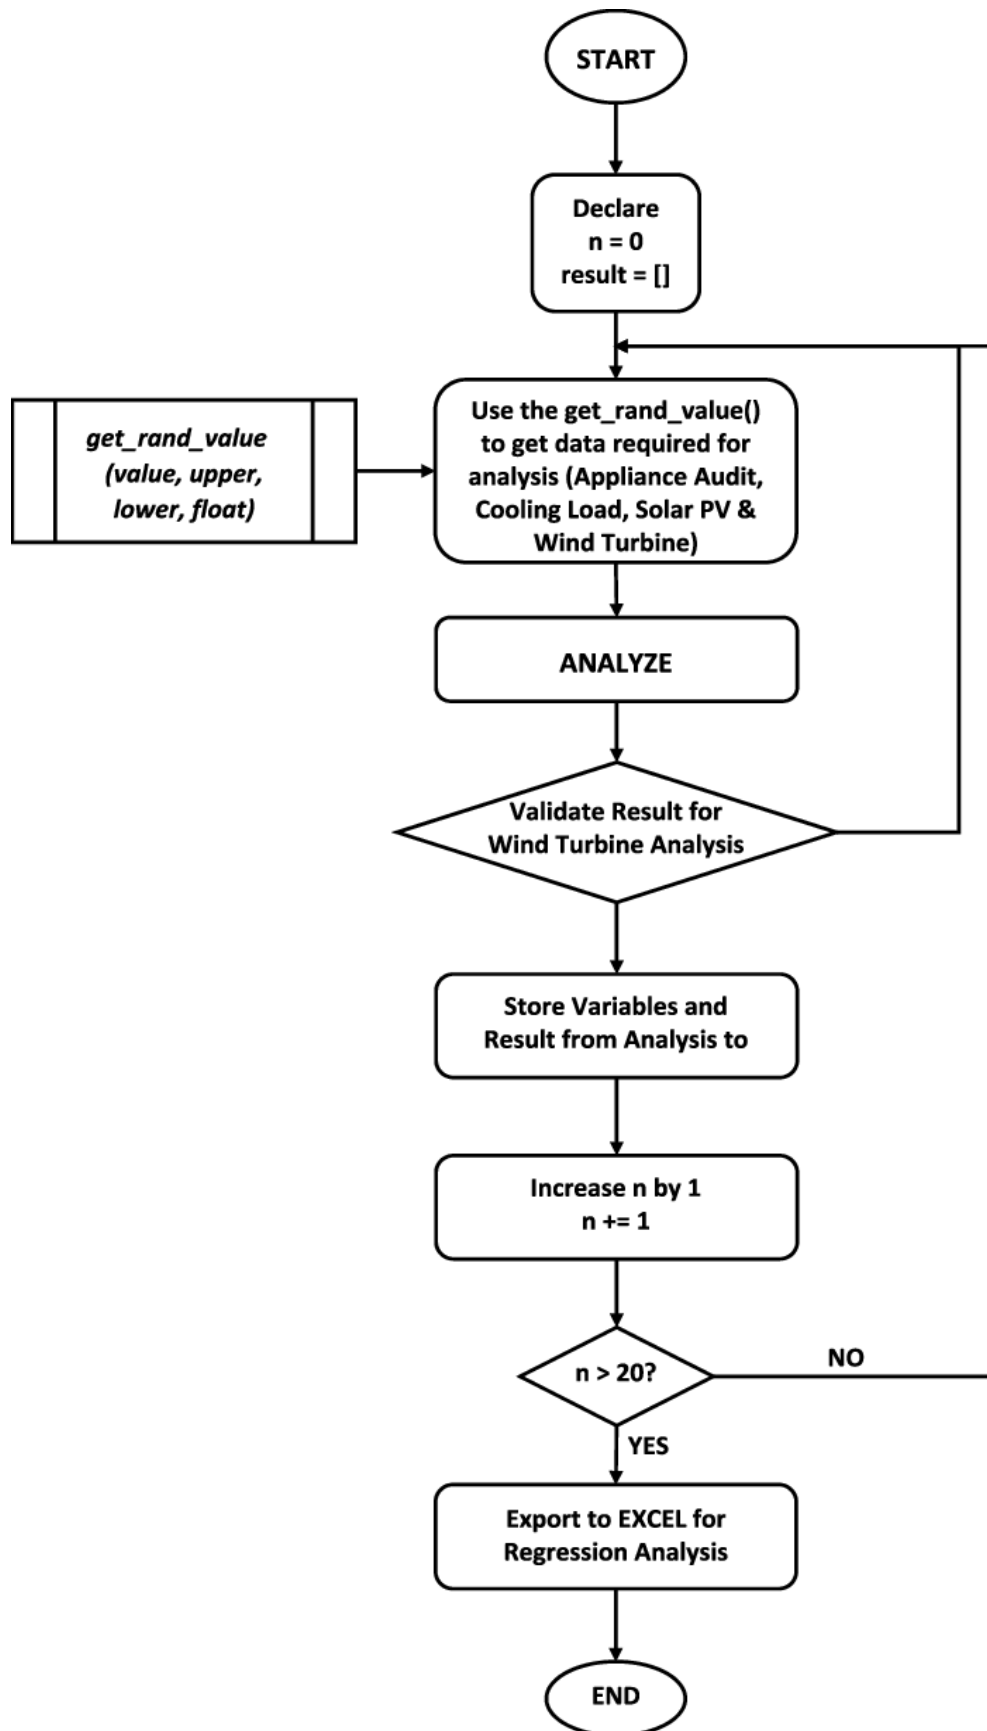 START
Declare
n = 0
result = []
get_rand_value
(value, upper,
lower, float)
Use the get_rand_value()
to get data required for
analysis (Appliance Audit,
Cooling Load, Solar PV &
Wind Turbine)
ANALYZE
Validate Result for
Wind Turbine Analysis
Store Variables and
Result from Analysis to
Increase n by 1
n += 1
n > 20?
NO
YES
Export to EXCEL for
Regression Analysis
END